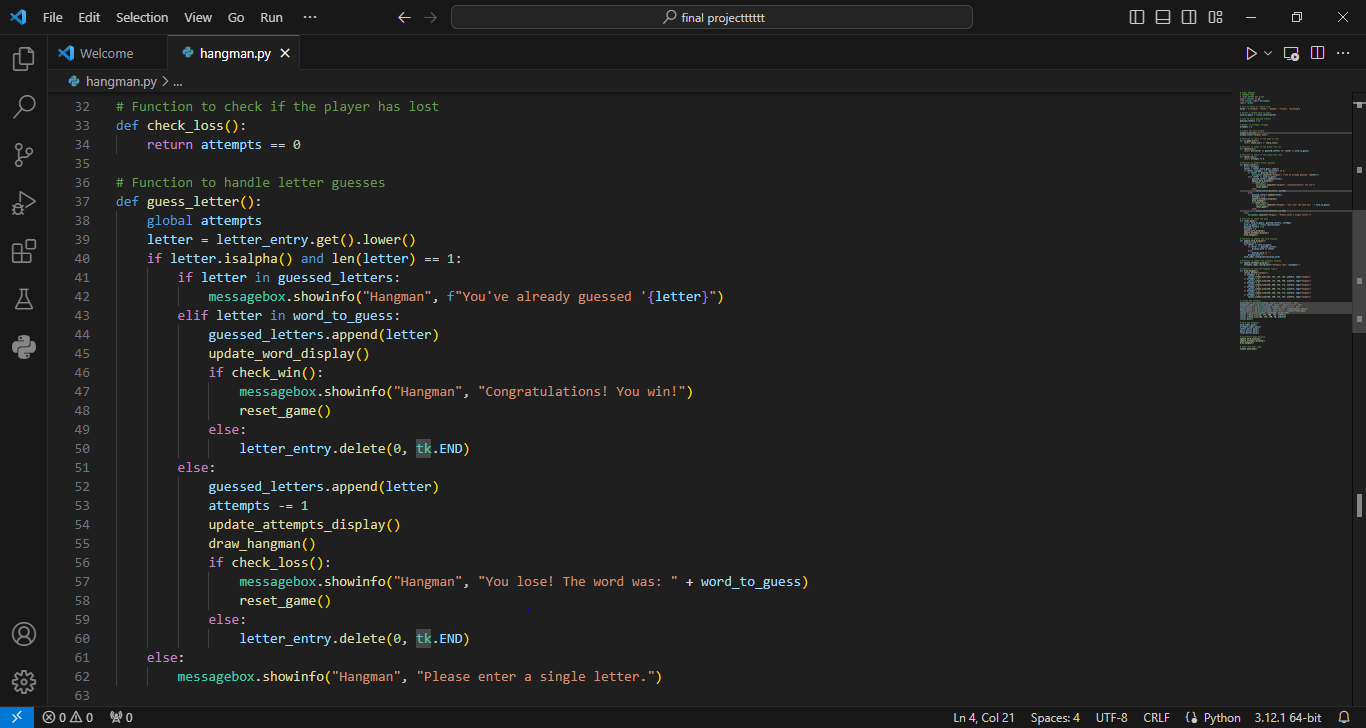 File Edit Selection View Go Run ··· final projectttttt
Welcome hangman.py
hangman.py > ...
32 # Function to check if the player has lost
33 def check_loss():
34     return attempts == 0
35
36 # Function to handle letter guesses
37 def guess_letter():
38     global attempts
39     letter = letter_entry.get().lower()
40     if letter.isalpha() and len(letter) == 1:
41         if letter in guessed_letters:
42             messagebox.showinfo("Hangman", f"You've already guessed '{letter}")
43         elif letter in word_to_guess:
44             guessed_letters.append(letter)
45             update_word_display()
46             if check_win():
47                 messagebox.showinfo("Hangman", "Congratulations! You win!")
48                 reset_game()
49             else:
50                 letter_entry.delete(0, tk.END)
51         else:
52             guessed_letters.append(letter)
53             attempts -= 1
54             update_attempts_display()
55             draw_hangman()
56             if check_loss():
57                 messagebox.showinfo("Hangman", "You lose! The word was: " + word_to_guess)
58                 reset_game()
59             else:
60                 letter_entry.delete(0, tk.END)
61     else:
62         messagebox.showinfo("Hangman", "Please enter a single letter.")
63
0 0 0 Ln 4, Col 21 Spaces: 4 UTF-8 CRLF Python 3.12.1 64-bit